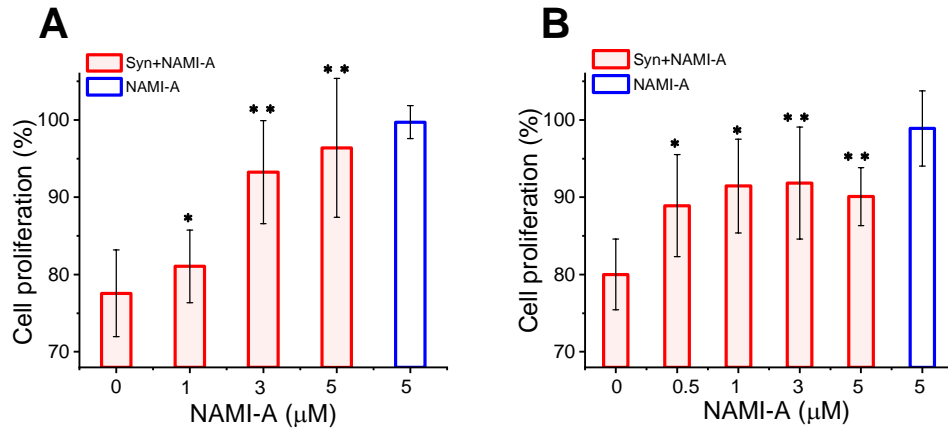 A
Syn+NAMI-A
NAMI-A
Cell proliferation (%)
100
90
80
70
* * * * *
0 1 3 5 5
NAMI-A (μM)
B
Syn+NAMI-A
NAMI-A
Cell proliferation (%)
100
90
80
70
* * ** **
0 0.5 1 3 5 5
NAMI-A (μM)